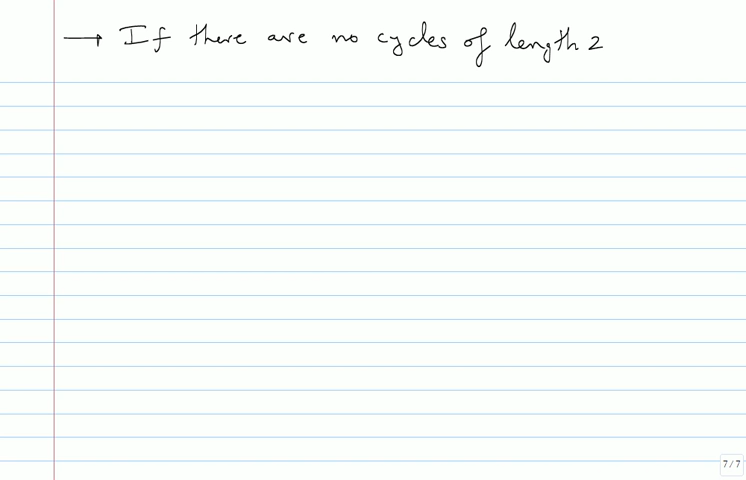 → If there are no cycles of length 2
7/7